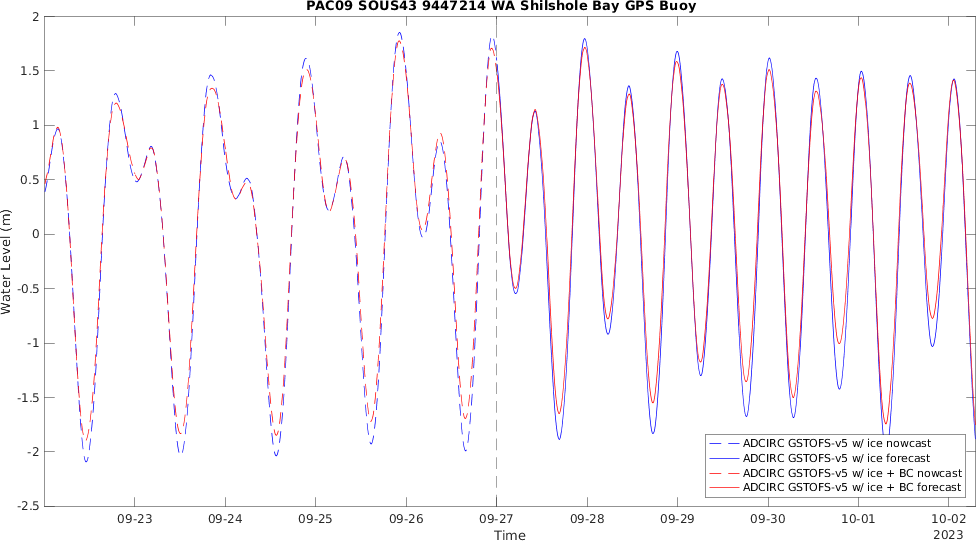 PAC09 SOUS43 9447214 WA Shilshole Bay GPS Buoy
2
1.5
1
0.5
0
-0.5
-1
-1.5
-2
-2.5
Water Level (m)
ADCIRC GSTOFS-v5 w/ ice nowcast
ADCIRC GSTOFS-v5 w/ ice forecast
ADCIRC GSTOFS-v5 w/ ice + BC nowcast
ADCIRC GSTOFS-v5 w/ ice + BC forecast
09-23 09-24 09-25 09-26 09-27 09-28 09-29 09-30 10-01 10-02
Time
2023